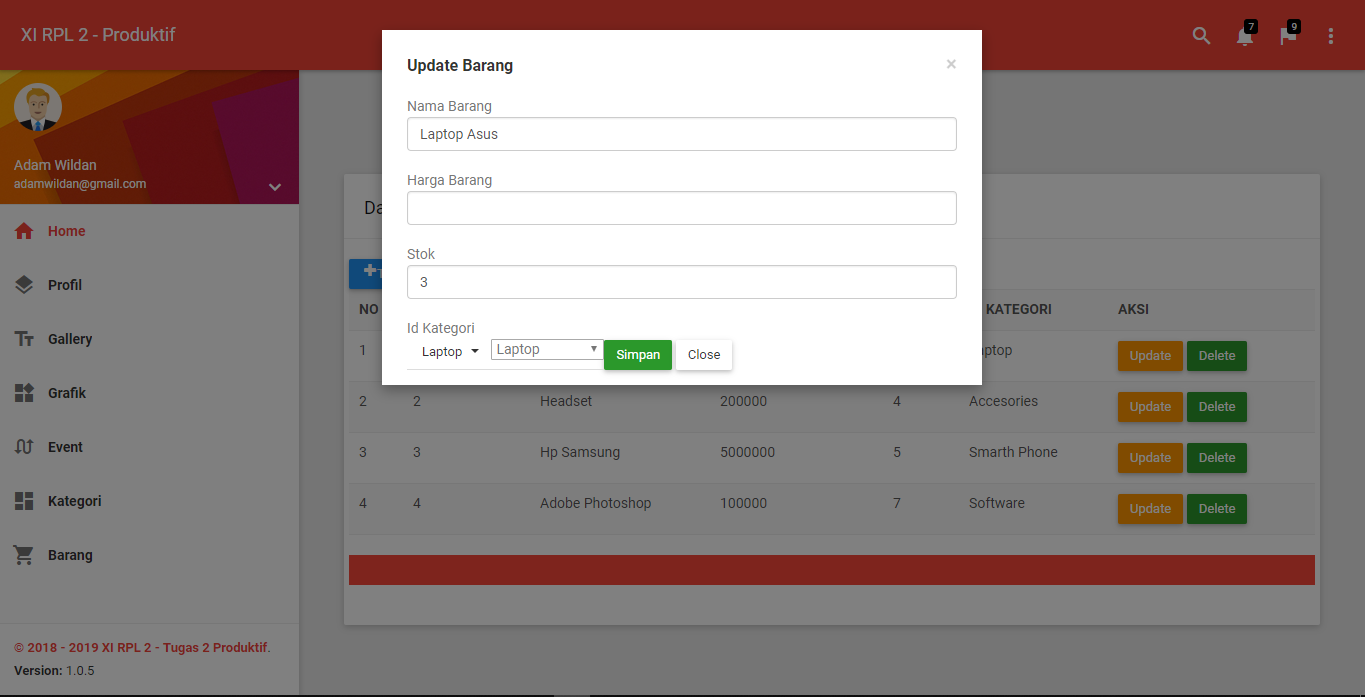 XI RPL 2 - Produktif
7
9
Adam Wildan
adamwildan@gmail.com
Home
Profil
Gallery
Grafik
Event
Kategori
Barang
© 2018 - 2019 XI RPL 2 - Tugas 2 Produktif.
Version: 1.0.5
Update Barang ×
Nama Barang
Laptop Asus
Harga Barang
Stok
3
Id Kategori
Laptop Laptop Simpan Close
NO KATEGORI AKSI
1 Update Delete
2 2 Headset 200000 4 Accesories Update Delete
3 3 Hp Samsung 5000000 5 Smarth Phone Update Delete
4 4 Adobe Photoshop 100000 7 Software Update Delete